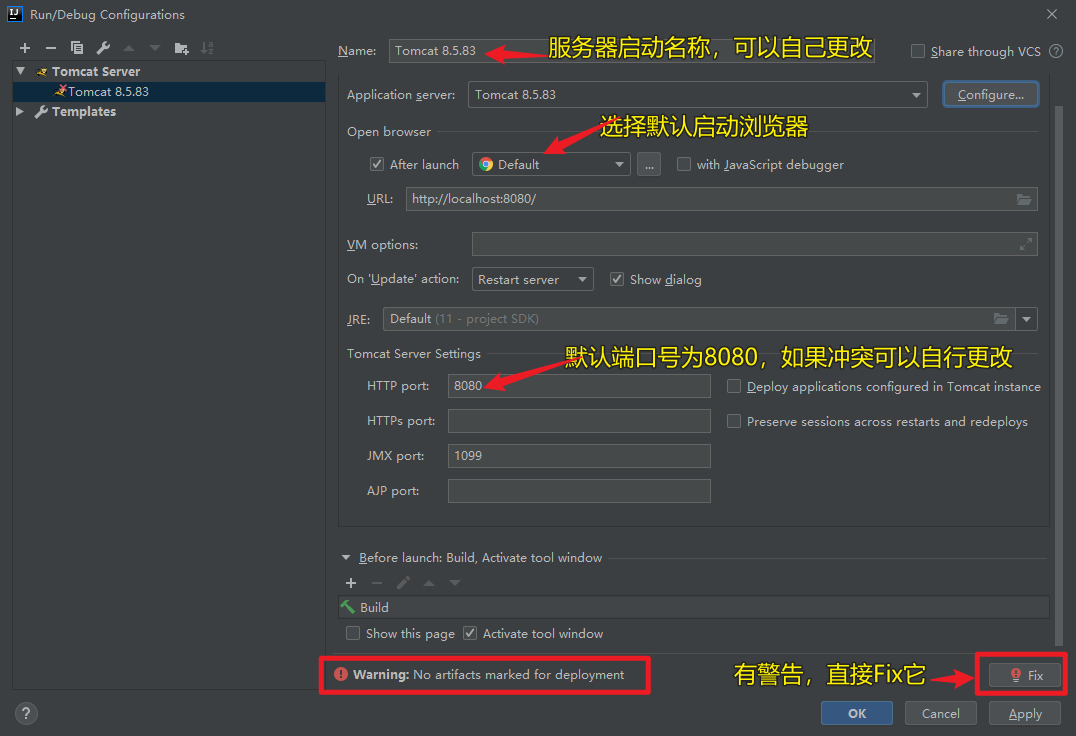 Run/Debug Configurations
Name: Tomcat 8.5.83 服务器启动名称，可以自己更改 Share through VCS
Tomcat Server
Tomcat 8.5.83
Templates
Application server: Tomcat 8.5.83 Configure...
选择默认启动浏览器
Open browser
After launch Default ... with JavaScript debugger
URL: http://localhost:8080/
VM options:
On 'Update' action: Restart server Show dialog
JRE: Default (11 - project SDK)
Tomcat Server Settings
默认端口号为8080，如果冲突可以自行更改
HTTP port: 8080 Deploy applications configured in Tomcat instance
HTTPs port: Preserve sessions across restarts and redeploys
JMX port: 1099
AJP port:
Before launch: Build, Activate tool window
Build
Show this page Activate tool window
Warning: No artifacts marked for deployment 有警告，直接Fix它 Fix
? OK Cancel Apply